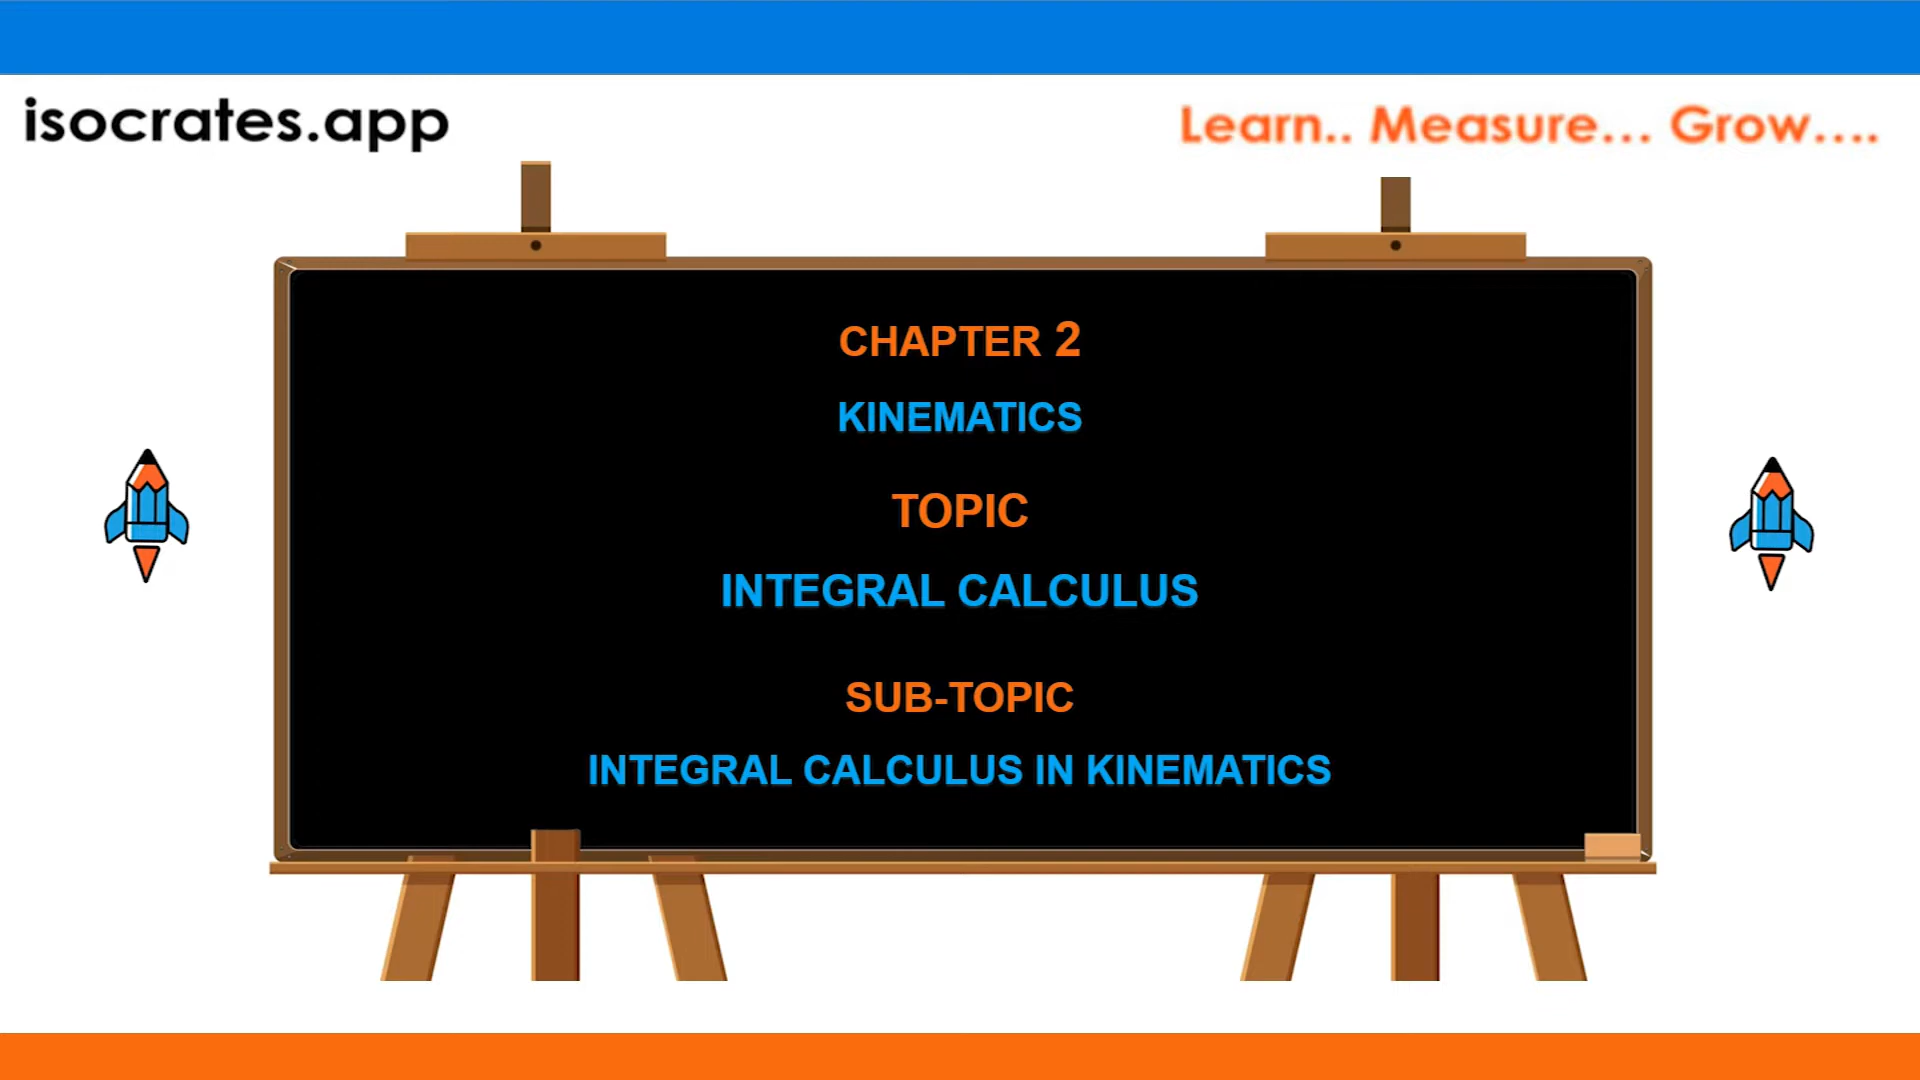 isocrates.app
Learn.. Measure... Grow....
CHAPTER 2
KINEMATICS
TOPIC
INTEGRAL CALCULUS
SUB-TOPIC
INTEGRAL CALCULUS IN KINEMATICS